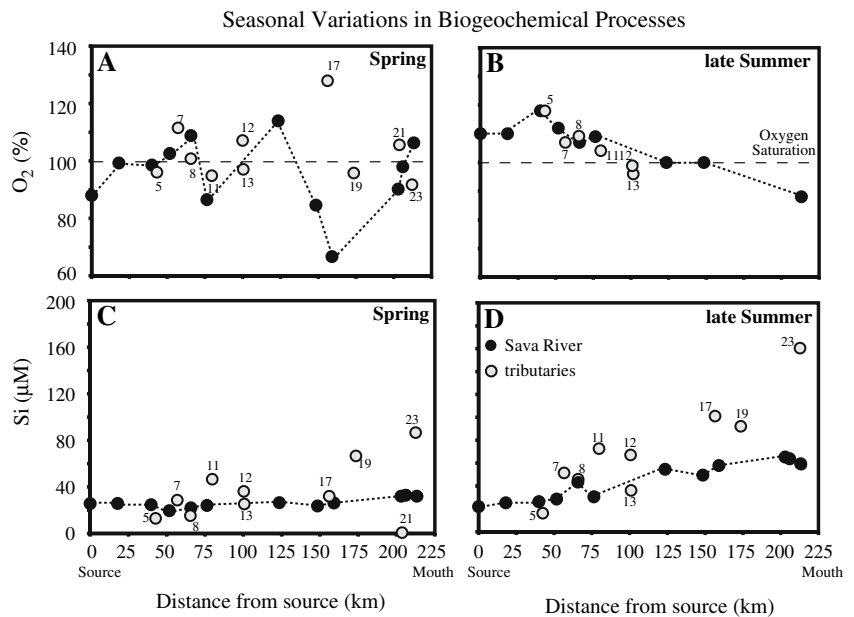 Seasonal Variations in Biogeochemical Processes
A
Spring
B
late Summer
140
120
100
80
60
O2 (%)
5
7
8
11
12
13
17
19
21
23
5
7
8
1112
13
Oxygen
Saturation
C
Spring
D
late Summer
200
160
120
80
40
0
Si (μM)
5
7
8
11
12
13
17
19
21
23
Sava River
tributaries
5
7
8
11
12
13
17
19
23
0 25 50 75 100 125 150 175 200 225
Source
Mouth
0 25 50 75 100 125 150 175 200 225
Source
Mouth
Distance from source (km)
Distance from source (km)